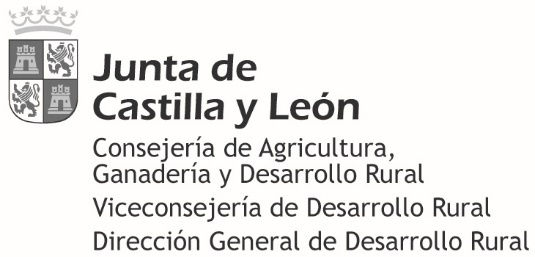 Junta de
Castilla y León
Consejería de Agricultura,
Ganadería y Desarrollo Rural
Viceconsejería de Desarrollo Rural
Dirección General de Desarrollo Rural